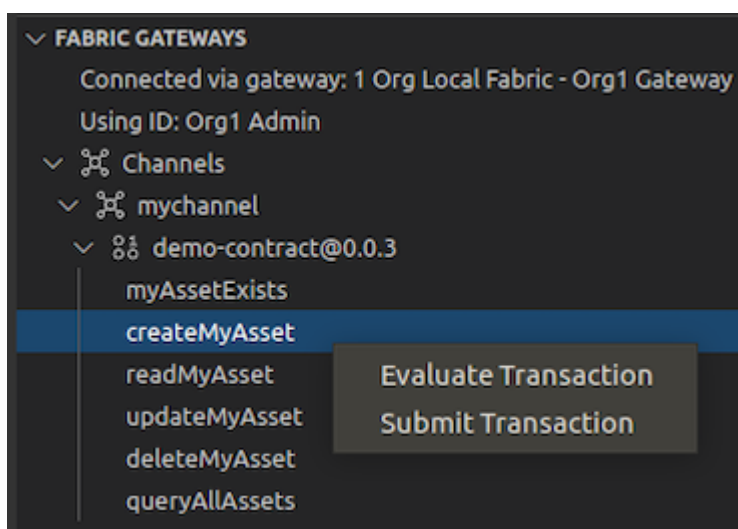 FABRIC GATEWAYS
Connected via gateway: 1 Org Local Fabric - Org1 Gateway
Using ID: Org1 Admin
Channels
mychannel
demo-contract@0.0.3
myAssetExists
createMyAsset
readMyAsset
Evaluate Transaction
updateMyAsset
Submit Transaction
deleteMyAsset
queryAllAssets